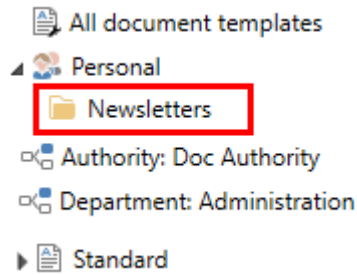 All document templates
Personal
Newsletters
Authority: Doc Authority
Department: Administration
Standard